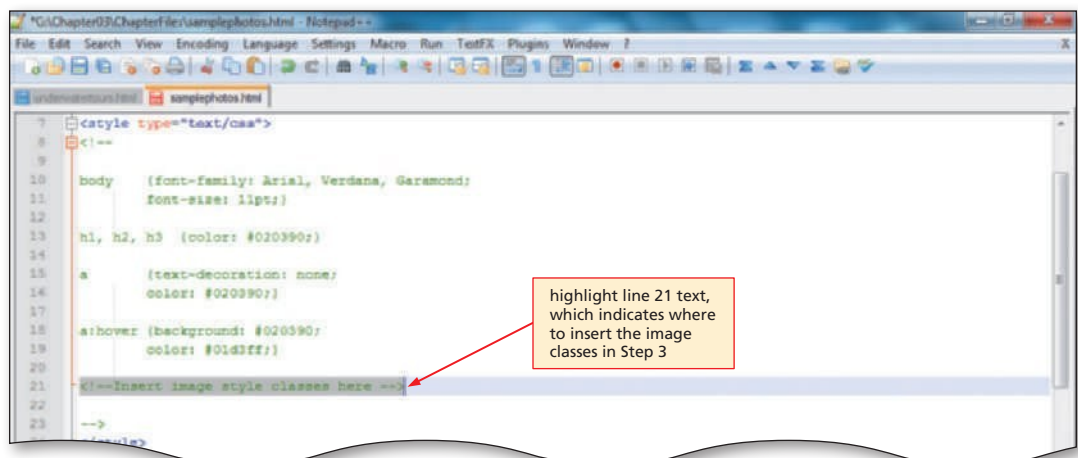 *G:\Chapter03\ChapterFiles\samplephotos.html - Notepad++
File Edit Search View Encoding Language Settings Macro Run TextFX Plugins Window ? X
underwatertours.html samplephotos.html
7 <style type="text/css">
8 <!--
9
10 body {font-family: Arial, Verdana, Garamond;
11 font-size: 11pt;}
12
13 h1, h2, h3 {color: #020390;}
14
15 a {text-decoration: none;
16 color: #020390;}
17
18 a:hover {background: #020390;
19 color: #01d3ff;}
20
21 <!--Insert image style classes here -->
22
23 -->
</style>
highlight line 21 text,
which indicates where
to insert the image
classes in Step 3